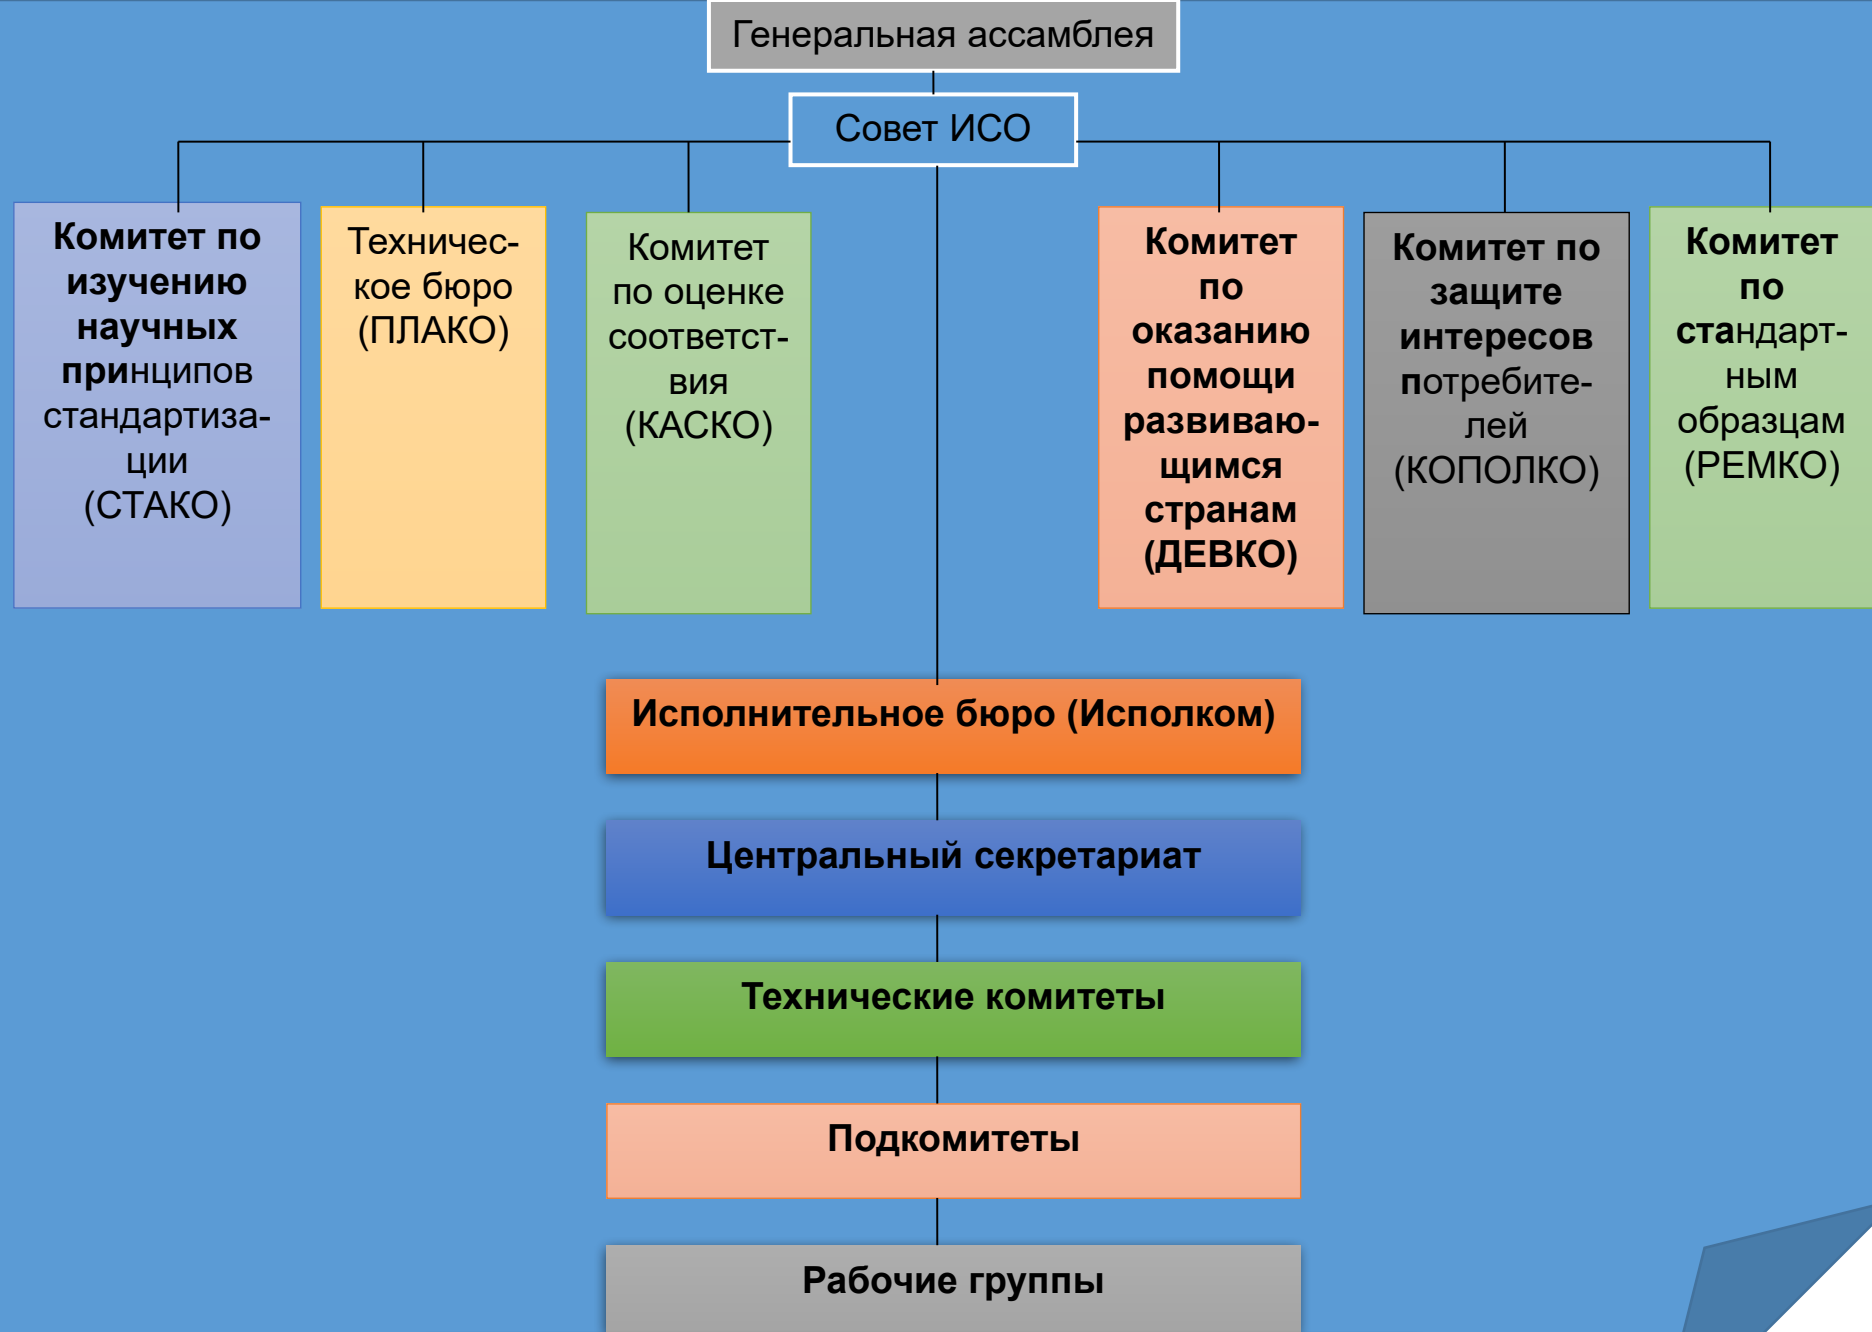 Генеральная ассамблея
Совет ИСО
Комитет по
изучению
научных
принципов
стандартиза-
ции
(СТАКО)
Техничес-
кое бюро
(ПЛАКО)
Комитет
по оценке
соответст-
вия
(КАСКО)
Комитет
по
оказанию
помощи
развиваю-
щимся
странам
(ДЕВКО)
Комитет по
защите
интересов
потребите-
лей
(КОПОЛКО)
Комитет
по
стандарт-
ным
образцам
(РЕМКО)
Исполнительное бюро (Исполком)
Центральный секретариат
Технические комитеты
Подкомитеты
Рабочие группы